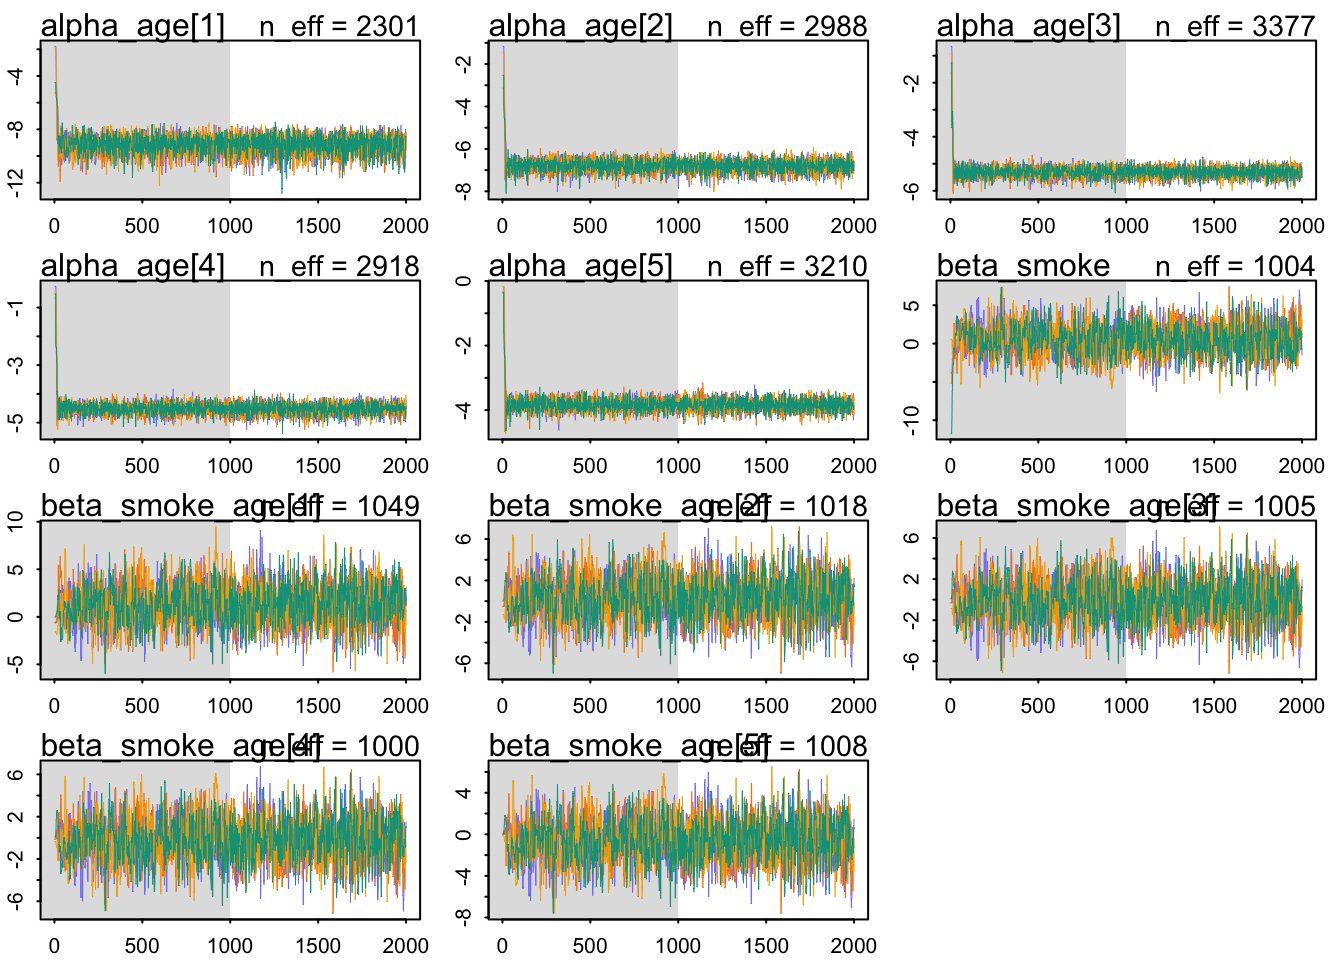 alpha_age[1] n_eff = 2301
-4
-8
-12
0 500 1000 1500 2000
alpha_age[2] n_eff = 2988
-2
-4
-6
-8
0 500 1000 1500 2000
alpha_age[3] n_eff = 3377
-2
-4
-6
0 500 1000 1500 2000
alpha_age[4] n_eff = 2918
-1
-3
-5
0 500 1000 1500 2000
alpha_age[5] n_eff = 3210
0
-2
-4
0 500 1000 1500 2000
beta_smoke n_eff = 1004
5
0
-10
0 500 1000 1500 2000
beta_smoke_age[1] n_eff = 1049
10
5
0
-5
0 500 1000 1500 2000
beta_smoke_age[2] n_eff = 1018
6
2
-2
-6
0 500 1000 1500 2000
beta_smoke_age[3] n_eff = 1005
6
2
-2
-6
0 500 1000 1500 2000
beta_smoke_age[4] n_eff = 1000
6
2
-2
-6
0 500 1000 1500 2000
beta_smoke_age[5] n_eff = 1008
4
0
-4
-8
0 500 1000 1500 2000